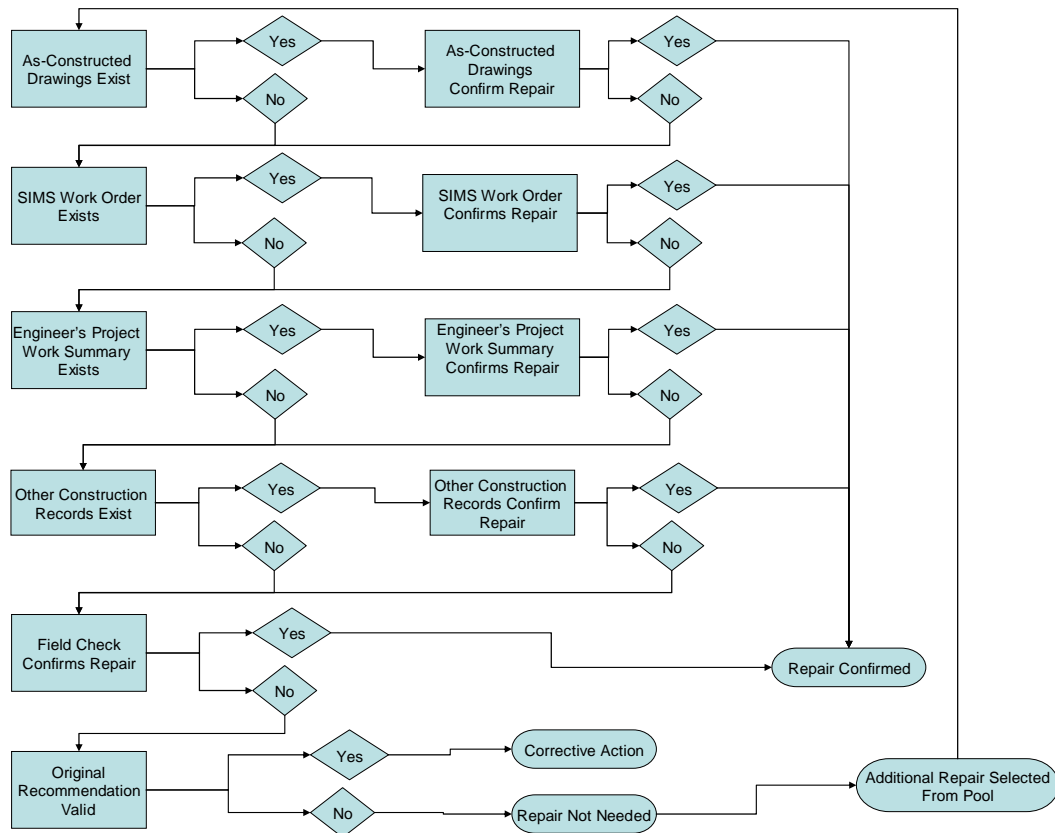 As-Constructed
Drawings Exist
Yes
No
As-Constructed
Drawings
Confirm Repair
Yes
No
SIMS Work Order
Exists
Yes
No
SIMS Work Order
Confirms Repair
Yes
No
Engineer's Project
Work Summary
Exists
Yes
No
Engineer's Project
Work Summary
Confirms Repair
Yes
No
Other Construction
Records Exist
Yes
No
Other Construction
Records Confirm
Repair
Yes
No
Field Check
Confirms Repair
Yes
No
Repair Confirmed
Original
Recommendation
Valid
Yes
No
Corrective Action
Repair Not Needed
Additional Repair Selected
From Pool